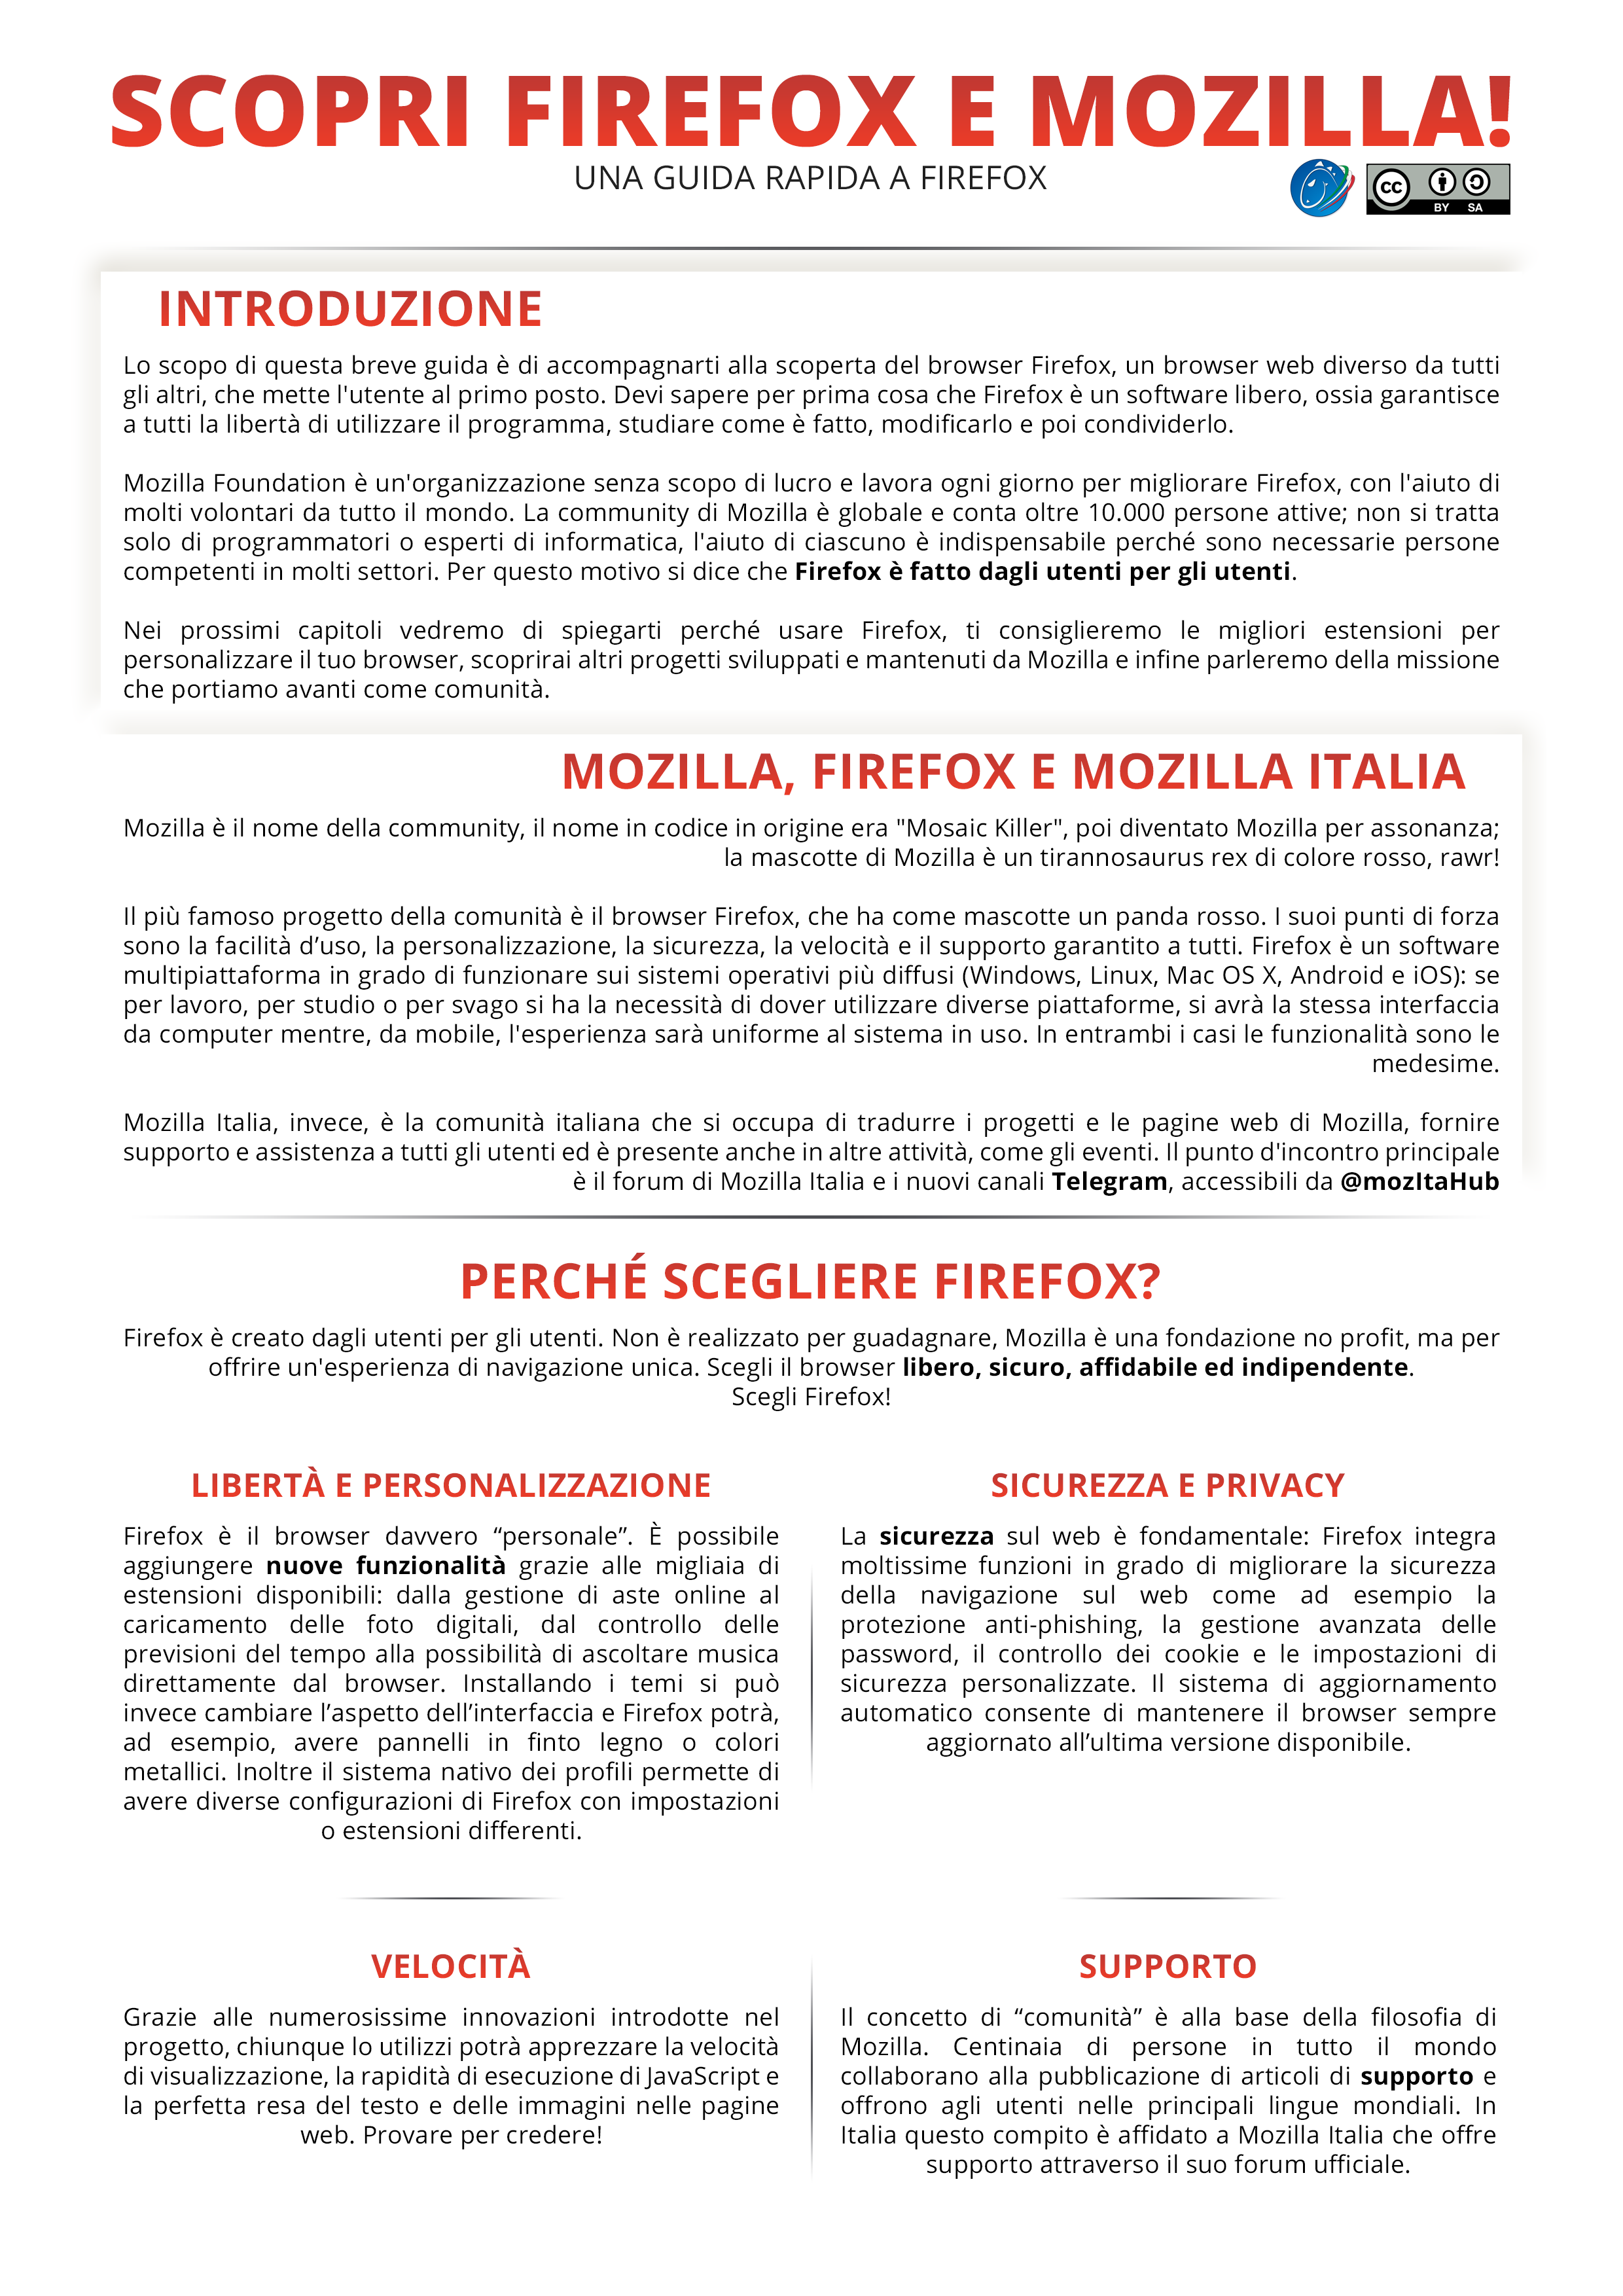 SCOPRI FIREFOX E MOZILLA!
UNA GUIDA RAPIDA A FIREFOX
cc
BY SA
INTRODUZIONE
Lo scopo di questa breve guida è di accompagnarti alla scoperta del browser Firefox, un browser web diverso da tutti
gli altri, che mette l'utente al primo posto. Devi sapere per prima cosa che Firefox è un software libero, ossia garantisce
a tutti la libertà di utilizzare il programma, studiare come è fatto, modificarlo e poi condividerlo.
Mozilla Foundation è un'organizzazione senza scopo di lucro e lavora ogni giorno per migliorare Firefox, con l'aiuto di
molti volontari da tutto il mondo. La community di Mozilla è globale e conta oltre 10.000 persone attive; non si tratta
solo di programmatori o esperti di informatica, l'aiuto di ciascuno è indispensabile perché sono necessarie persone
competenti in molti settori. Per questo motivo si dice che Firefox è fatto dagli utenti per gli utenti.
Nei prossimi capitoli vedremo di spiegarti perché usare Firefox, ti consiglieremo le migliori estensioni per
personalizzare il tuo browser, scoprirai altri progetti sviluppati e mantenuti da Mozilla e infine parleremo della missione
che portiamo avanti come comunità.
MOZILLA, FIREFOX E MOZILLA ITALIA
Mozilla è il nome della community, il nome in codice in origine era "Mosaic Killer", poi diventato Mozilla per assonanza;
la mascotte di Mozilla è un tirannosaurus rex di colore rosso, rawr!
Il più famoso progetto della comunità è il browser Firefox, che ha come mascotte un panda rosso. I suoi punti di forza
sono la facilità d’uso, la personalizzazione, la sicurezza, la velocità e il supporto garantito a tutti. Firefox è un software
multipiattaforma in grado di funzionare sui sistemi operativi più diffusi (Windows, Linux, Mac OS X, Android e iOS): se
per lavoro, per studio o per svago si ha la necessità di dover utilizzare diverse piattaforme, si avrà la stessa interfaccia
da computer mentre, da mobile, l'esperienza sarà uniforme al sistema in uso. In entrambi i casi le funzionalità sono le
medesime.
Mozilla Italia, invece, è la comunità italiana che si occupa di tradurre i progetti e le pagine web di Mozilla, fornire
supporto e assistenza a tutti gli utenti ed è presente anche in altre attività, come gli eventi. Il punto d'incontro principale
è il forum di Mozilla Italia e i nuovi canali Telegram, accessibili da @mozItaHub
PERCHÉ SCEGLIERE FIREFOX?
Firefox è creato dagli utenti per gli utenti. Non è realizzato per guadagnare, Mozilla è una fondazione no profit, ma per
offrire un'esperienza di navigazione unica. Scegli il browser libero, sicuro, affidabile ed indipendente.
Scegli Firefox!
LIBERTÀ E PERSONALIZZAZIONE
Firefox è il browser davvero “personale”. È possibile
aggiungere nuove funzionalità grazie alle migliaia di
estensioni disponibili: dalla gestione di aste online al
caricamento delle foto digitali, dal controllo delle
previsioni del tempo alla possibilità di ascoltare musica
direttamente dal browser. Installando i temi si può
invece cambiare l’aspetto dell’interfaccia e Firefox potrà,
ad esempio, avere pannelli in finto legno o colori
metallici. Inoltre il sistema nativo dei profili permette di
avere diverse configurazioni di Firefox con impostazioni
o estensioni differenti.
SICUREZZA E PRIVACY
La sicurezza sul web è fondamentale: Firefox integra
moltissime funzioni in grado di migliorare la sicurezza
della navigazione sul web come ad esempio la
protezione anti-phishing, la gestione avanzata delle
password, il controllo dei cookie e le impostazioni di
sicurezza personalizzate. Il sistema di aggiornamento
automatico consente di mantenere il browser sempre
aggiornato all’ultima versione disponibile.
VELOCITÀ
Grazie alle numerosissime innovazioni introdotte nel
progetto, chiunque lo utilizzi potrà apprezzare la velocità
di visualizzazione, la rapidità di esecuzione di JavaScript e
la perfetta resa del testo e delle immagini nelle pagine
web. Provare per credere!
SUPPORTO
Il concetto di “comunità” è alla base della filosofia di
Mozilla. Centinaia di persone in tutto il mondo
collaborano alla pubblicazione di articoli di supporto e
offrono agli utenti nelle principali lingue mondiali. In
Italia questo compito è affidato a Mozilla Italia che offre
supporto attraverso il suo forum ufficiale.